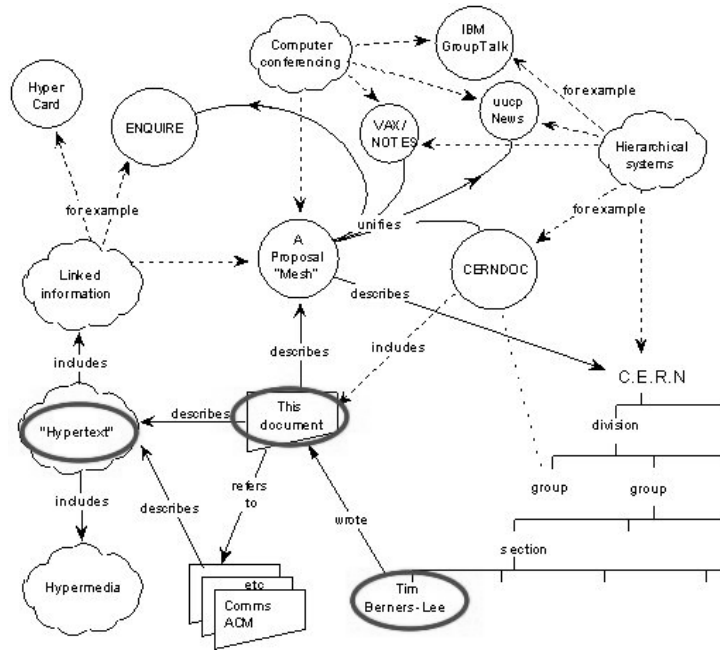 IBM
GroupTalk
Computer
conferencing
Hyper
Card
ENQUIRE
VAX/
NOTES
uucp
News
for example
Hierarchical
systems
for example
for example
unifies
A
Proposal
"Mesh"
CERNDOC
Linked
information
describes
includes
describes
includes
C.E.R.N
"Hypertext"
describes
This
document
division
includes
describes
refers
to
wrote
group
group
section
Hypermedia
etc
Comms
ACM
Tim
Berners-Lee